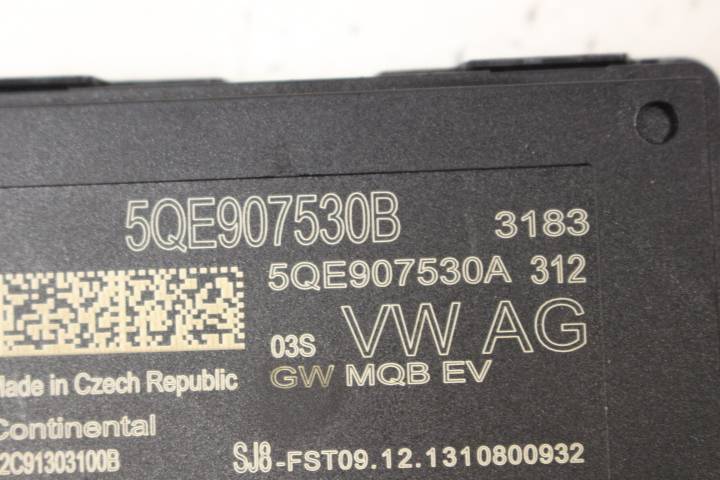 5QE907530B 3183
5QE907530A 312
03S VW AG
GW MQB EV
Made in Czech Republic
Continental
2C91303100B
SJ8-FST09.12.1310800932